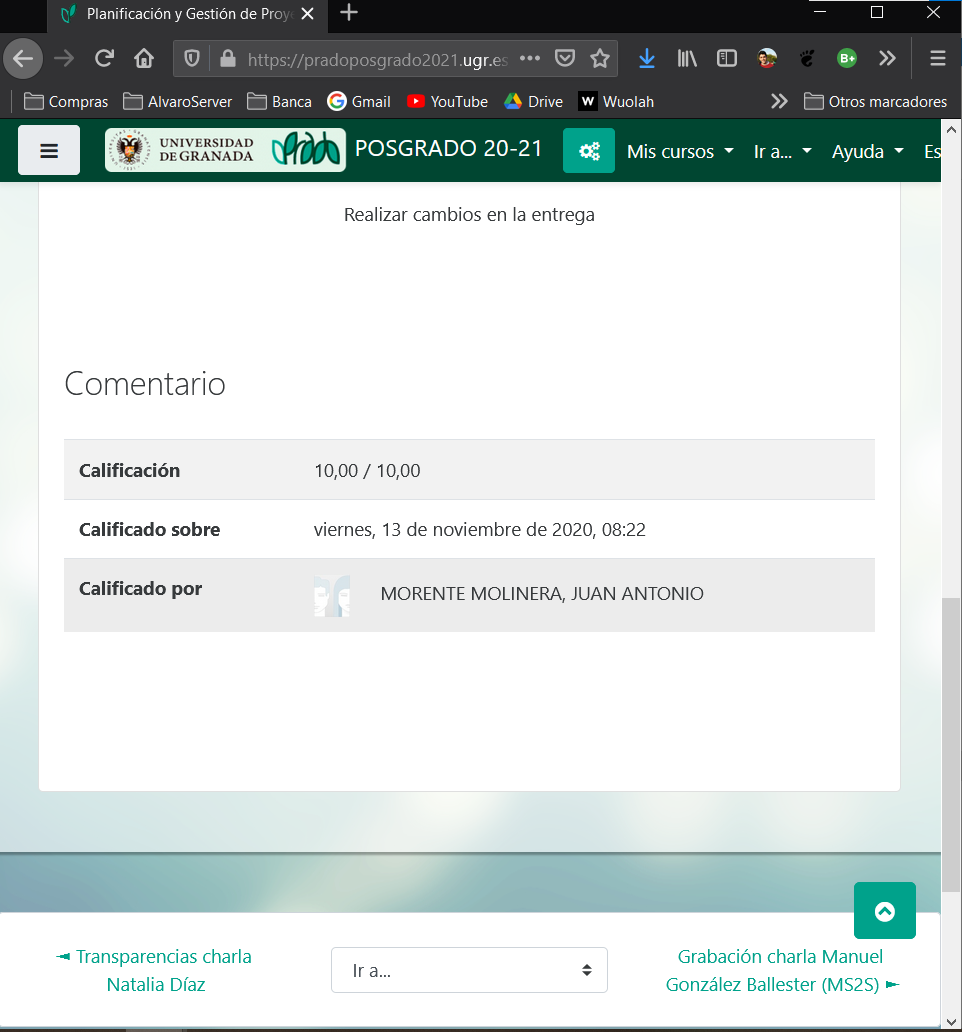 Planificación y Gestión de Proy
https://pradoposgrado2021.ugr.es
Compras AlvaroServer Banca Gmail YouTube Drive Wuolah Otros marcadores
UNIVERSIDAD
DE GRANADA
prado
POSGRADO 20-21 Mis cursos Ir a... Ayuda Es
Realizar cambios en la entrega
Comentario
Calificación 10,00 / 10,00
Calificado sobre viernes, 13 de noviembre de 2020, 08:22
Calificado por MORENTE MOLINERA, JUAN ANTONIO
◄ Transparencias charla
Natalia Díaz
Ir a...
Grabación charla Manuel
González Ballester (MS2S) ►